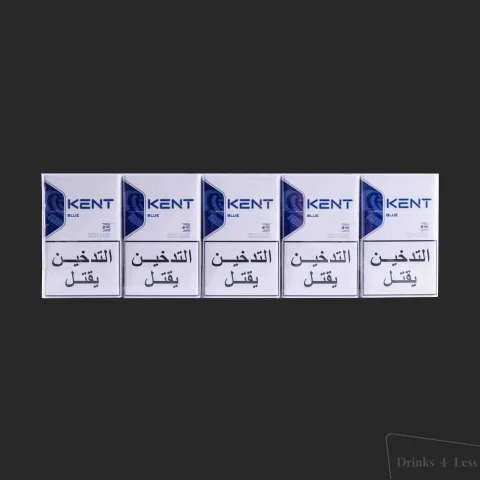 KENT
BLUE
التدخين
يقتل
KENT
BLUE
التدخين
يقتل
KENT
BLUE
التدخين
يقتل
KENT
BLUE
التدخين
يقتل
KENT
BLUE
التدخين
يقتل
Drinks 4 Less